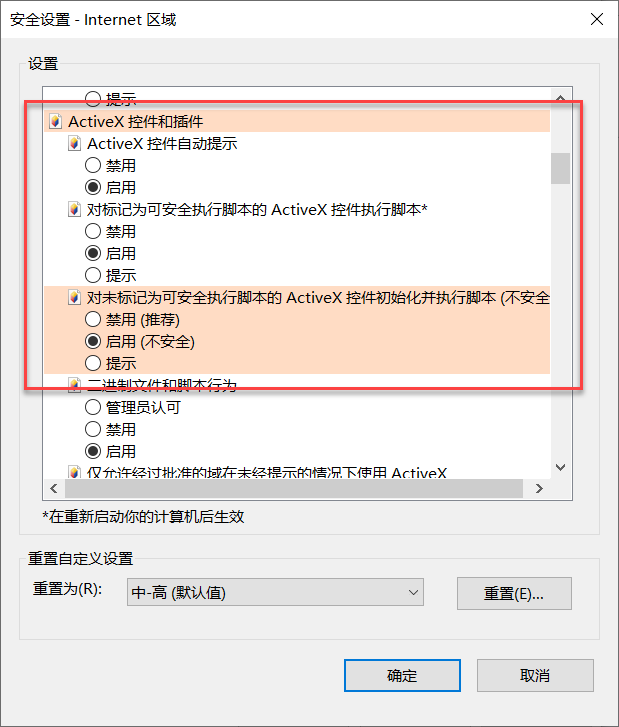 安全设置 - Internet 区域
设置
提示
ActiveX 控件和插件
ActiveX 控件自动提示
禁用
启用
对标记为可安全执行脚本的 ActiveX 控件执行脚本*
禁用
启用
提示
对未标记为可安全执行脚本的 ActiveX 控件初始化并执行脚本 (不安全
禁用 (推荐)
启用 (不安全)
提示
二进制文件和脚本行为
管理员认可
禁用
启用
仅允许经过批准的域在未经提示的情况下使用 ActiveX
*在重新启动你的计算机后生效
重置自定义设置
重置为(R):
中-高 (默认值)
重置(E)...
确定
取消